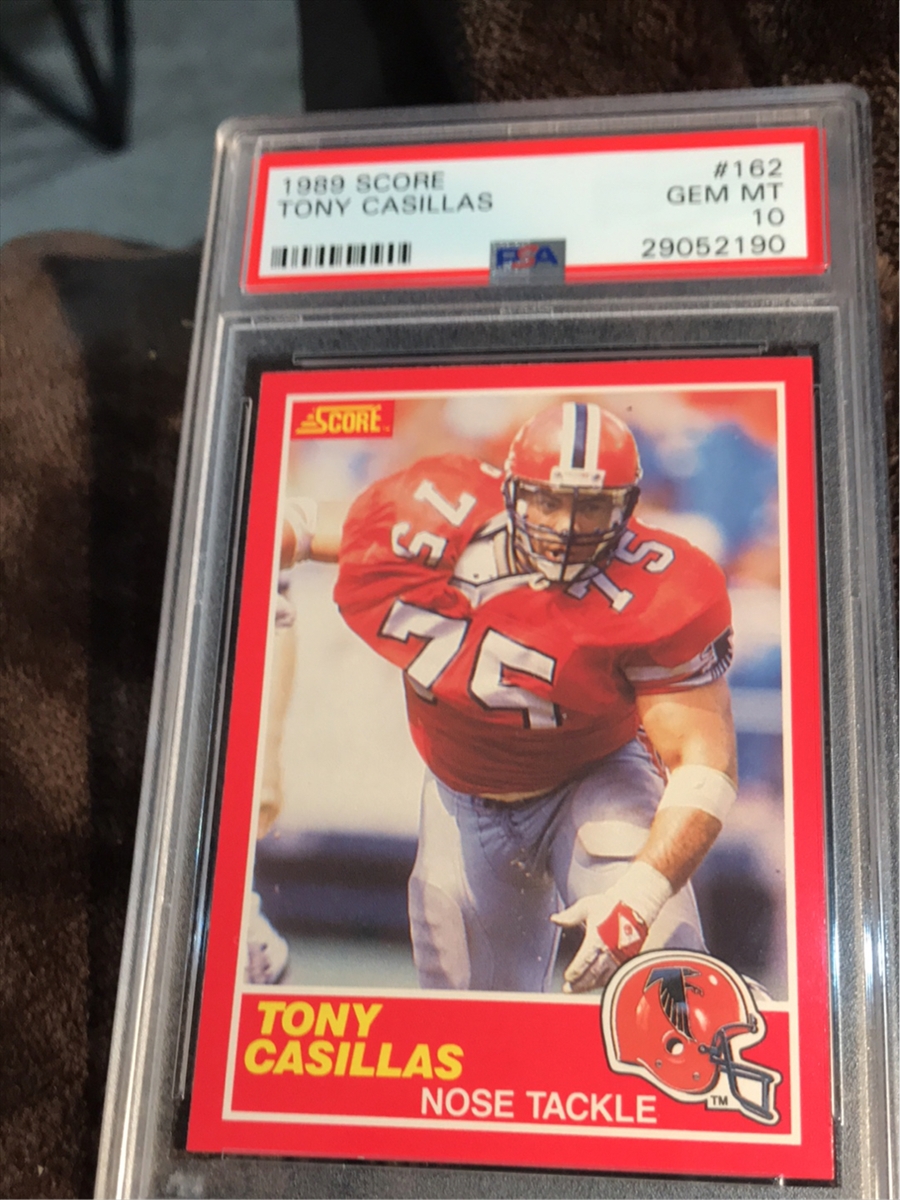 1989 SCORE #162
TONY CASILLAS GEM MT
10
PSA 29052190
SCORE
75
75
75
TONY
CASILLAS
NOSE TACKLE
TM